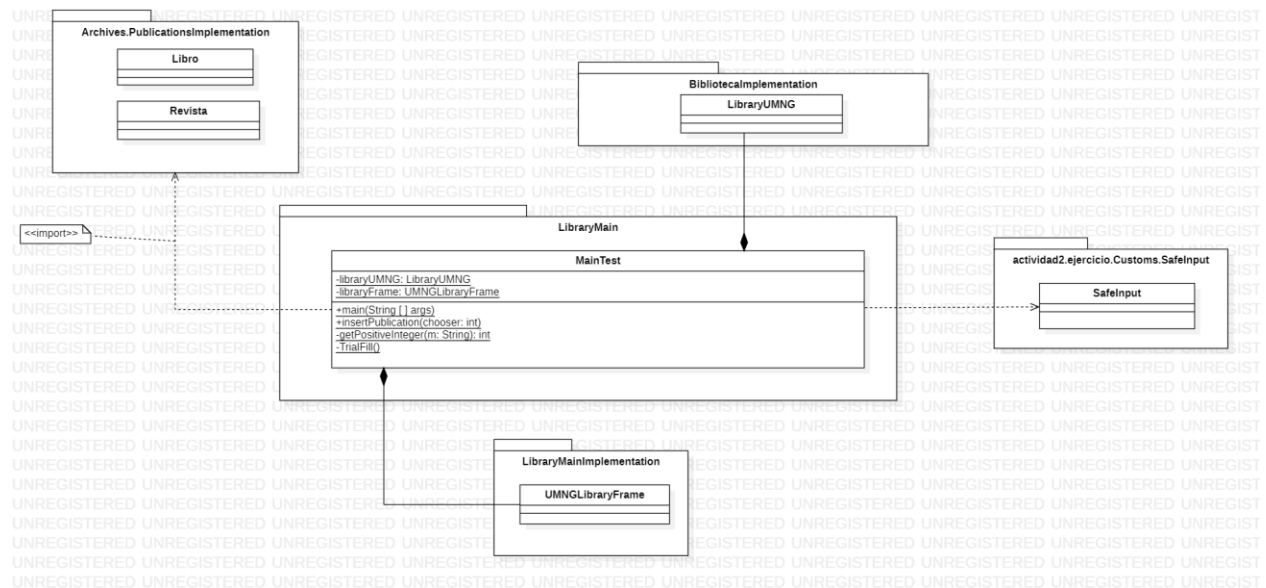 Archives.PublicationsImplementation
Libro
Revista
<<import>>
BibliotecaImplementation
LibraryUMNG
LibraryMain
MainTest
-libraryUMNG: LibraryUMNG
-libraryFrame: UMNGLibraryFrame
+main(String [ ] args)
+insertPublication(chooser: int)
-getPositiveInteger(m: String): int
-TrialFill()
actividad2.ejercicio.Customs.SafeInput
SafeInput
LibraryMainImplementation
UMNGLibraryFrame
UNREGISTERED